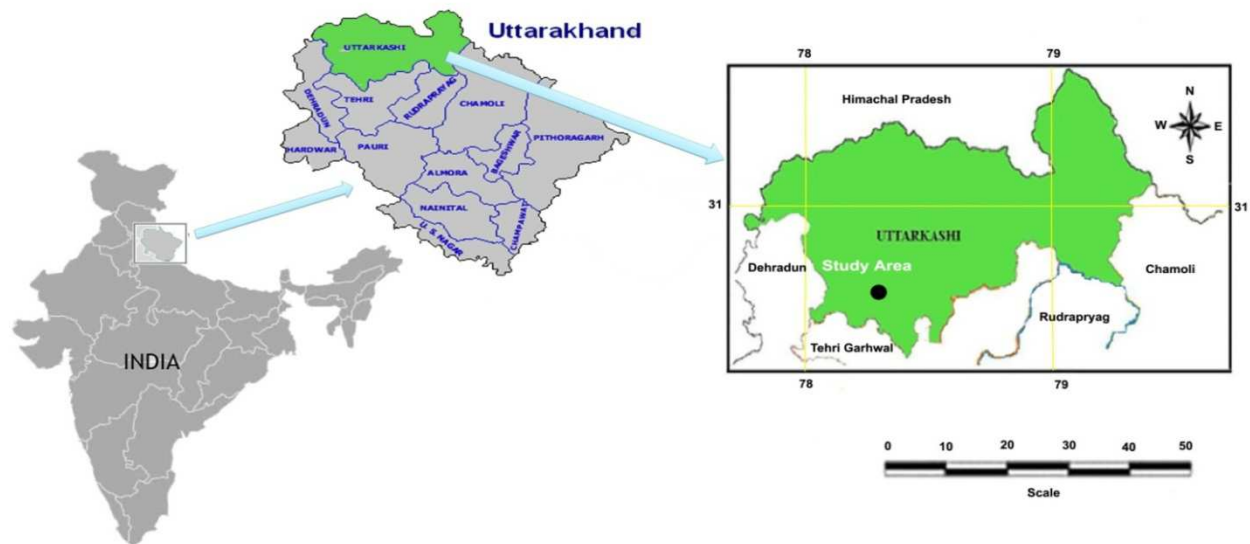 Uttarakhand
UTTARKASHI
DEHRADUN
TEHRI
RUDRAPRAYAG
CHAMOLI
HARDWAR
PAURI
BAGESHWAR
PITHORAGARH
ALMORA
NAINITAL
CHAMPAWAT
U. S. NAGAR
INDIA
78
79
Himachal Pradesh
N
W
E
S
31
31
UTTARKASHI
Dehradun
Study Area
Chamoli
Rudrapryag
Tehri Garhwal
78
79
0 10 20 30 40 50
Scale